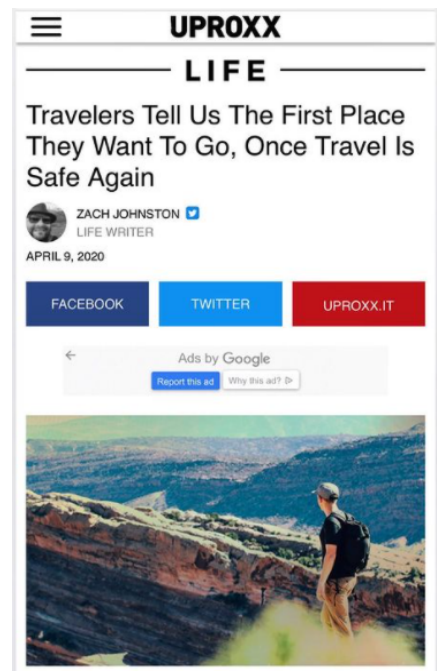 UPROXX
LIFE
Travelers Tell Us The First Place
They Want To Go, Once Travel Is
Safe Again
ZACH JOHNSTON
LIFE WRITER
APRIL 9, 2020
FACEBOOK
TWITTER
UPROXX.IT
Ads by Google
Report this ad
Why this ad?